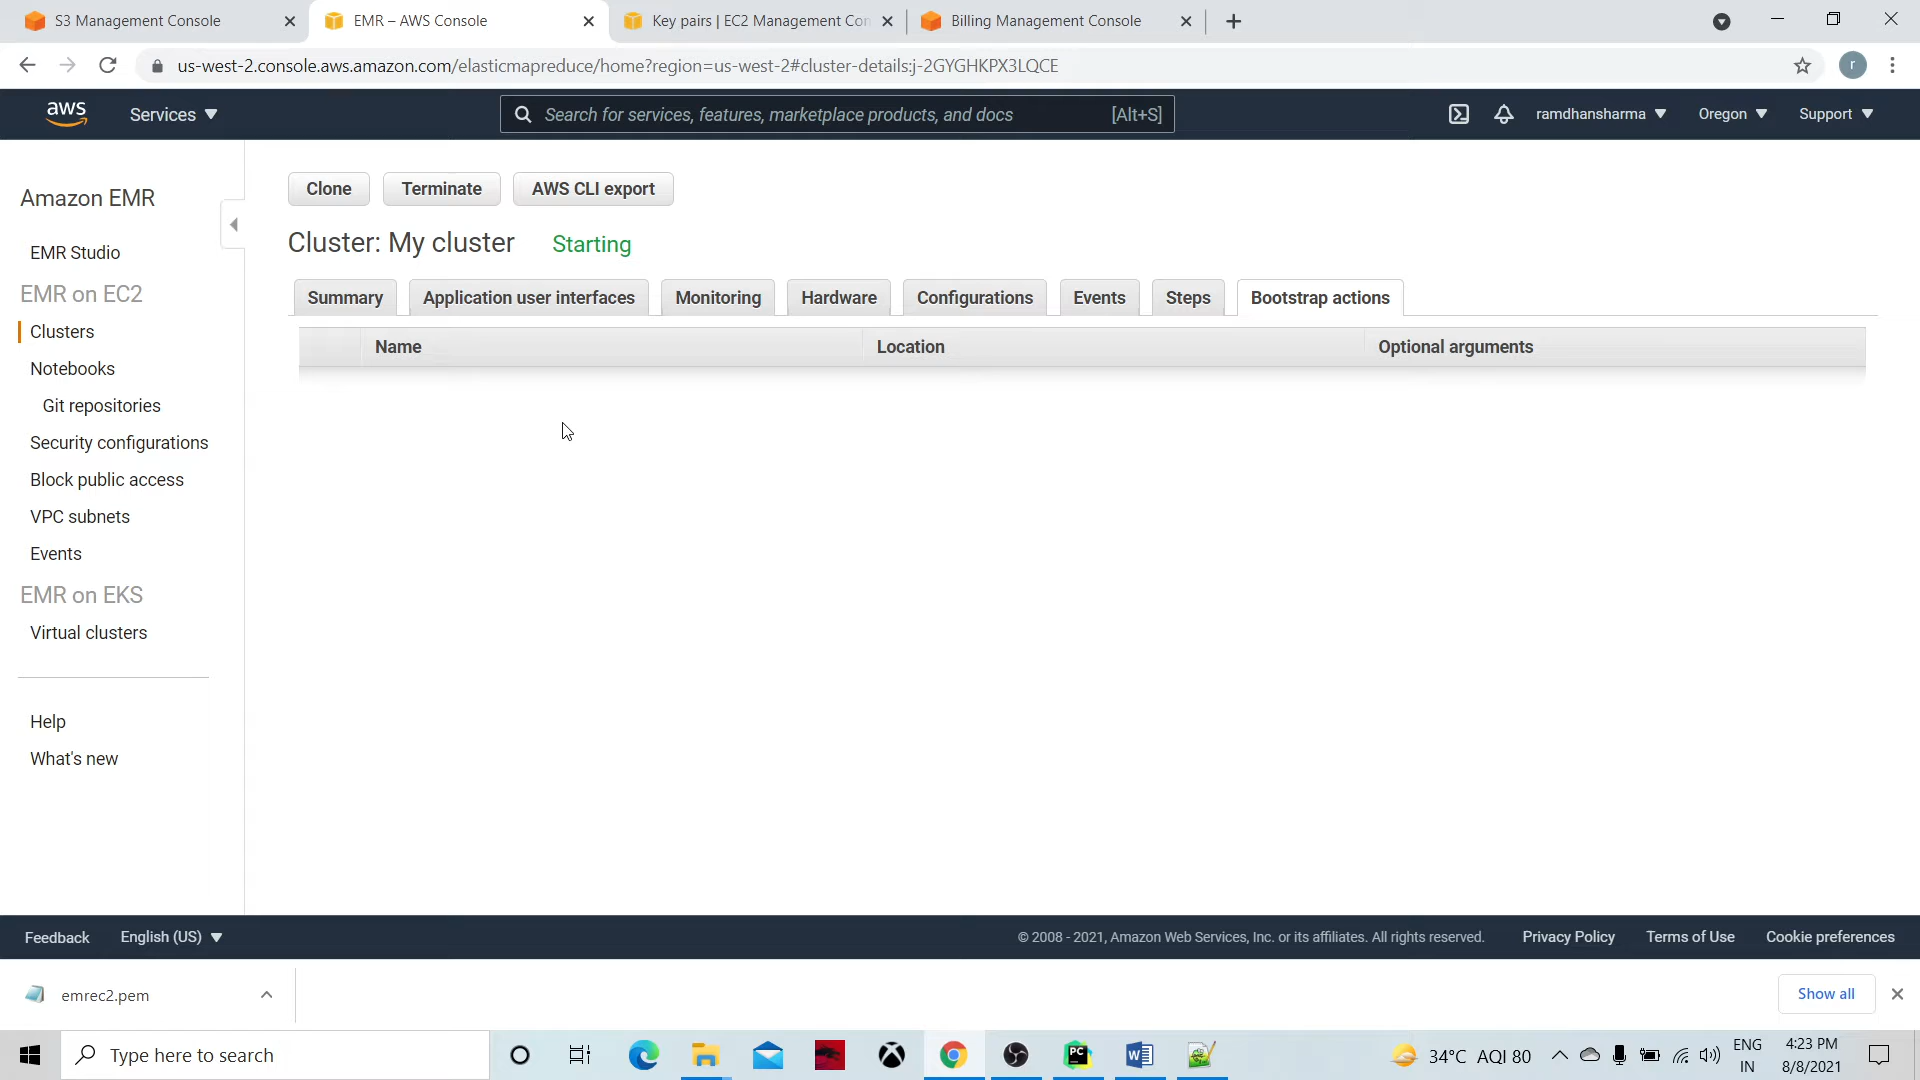 S3 Management Console
EMR – AWS Console
Key pairs | EC2 Management Con
Billing Management Console
us-west-2.console.aws.amazon.com/elasticmapreduce/home?region=us-west-2#cluster-details:j-2GYGHKPX3LQCE
r
aws
Services
Search for services, features, marketplace products, and docs
[Alt+S]
ramdhansharma
Oregon
Support
Amazon EMR
EMR Studio
EMR on EC2
Clusters
Notebooks
Git repositories
Security configurations
Block public access
VPC subnets
Events
EMR on EKS
Virtual clusters
Help
What's new
Clone
Terminate
AWS CLI export
Cluster: My cluster
Starting
Summary
Application user interfaces
Monitoring
Hardware
Configurations
Events
Steps
Bootstrap actions
Name
Location
Optional arguments
Feedback
English (US)
© 2008 - 2021, Amazon Web Services, Inc. or its affiliates. All rights reserved.
Privacy Policy
Terms of Use
Cookie preferences
emrec2.pem
Show all
Type here to search
PC
W
34°C AQI 80
ENG
IN
4:23 PM
8/8/2021